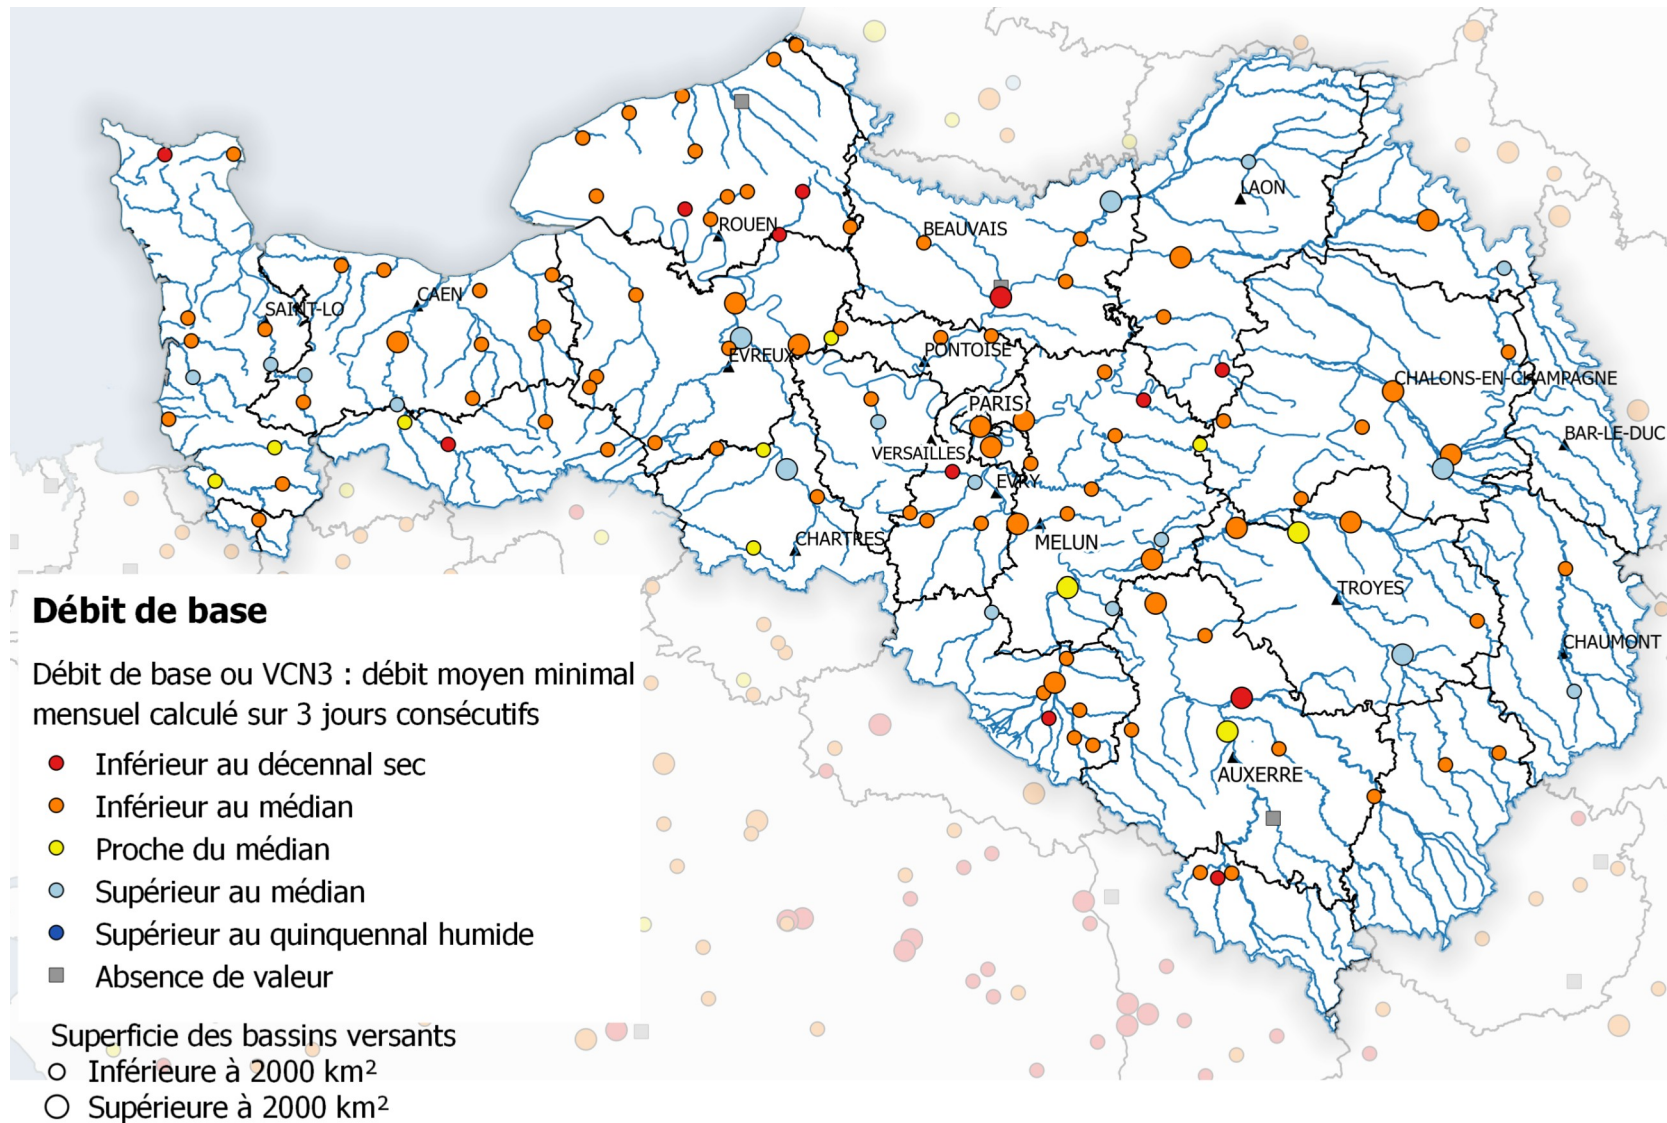 LAON
ROUEN
BEAUVAIS
CAEN
SAINT-LO
PONTOISE
EVREUX
CHALONS-EN-CHAMPAGNE
PARIS
BAR-LE-DUC
VERSAILLES
EVRY
CHARTRES
MELUN
TROYES
CHAUMONT
AUXERRE
Débit de base
Débit de base ou VCN3 : débit moyen minimal
mensuel calculé sur 3 jours consécutifs
Inférieur au décennal sec
Inférieur au médian
Proche du médian
Supérieur au médian
Supérieur au quinquennal humide
Absence de valeur
Superficie des bassins versants
Inférieure à 2000 km²
Supérieure à 2000 km²